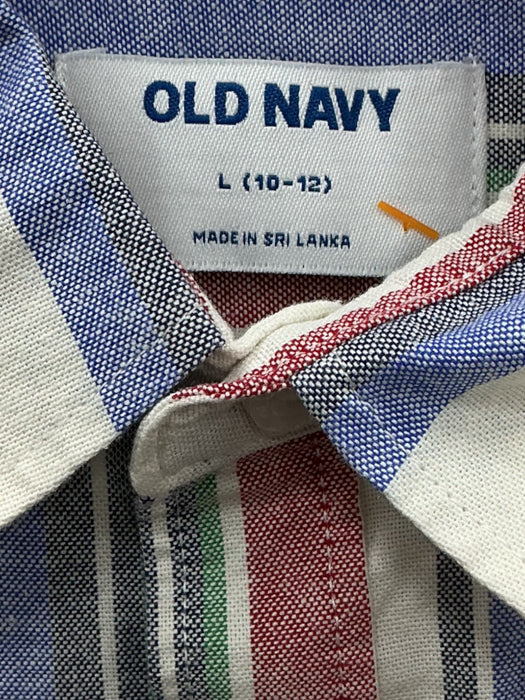 OLD NAVY
L (10-12)
MADE IN SRI LANKA